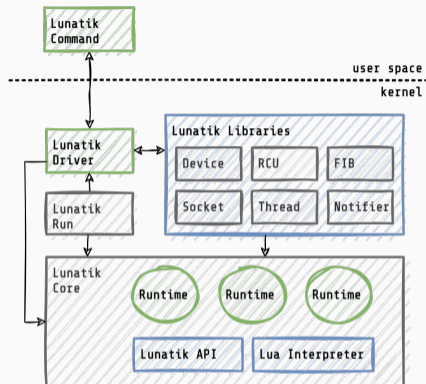 Lunatik
Command
user space
kernel
Lunatik
Driver
Lunatik Libraries
Device
RCU
FIB
Socket
Thread
Notifier
Lunatik
Run
Lunatik
Core
Runtime
Runtime
Runtime
Lunatik API
Lua Interpreter